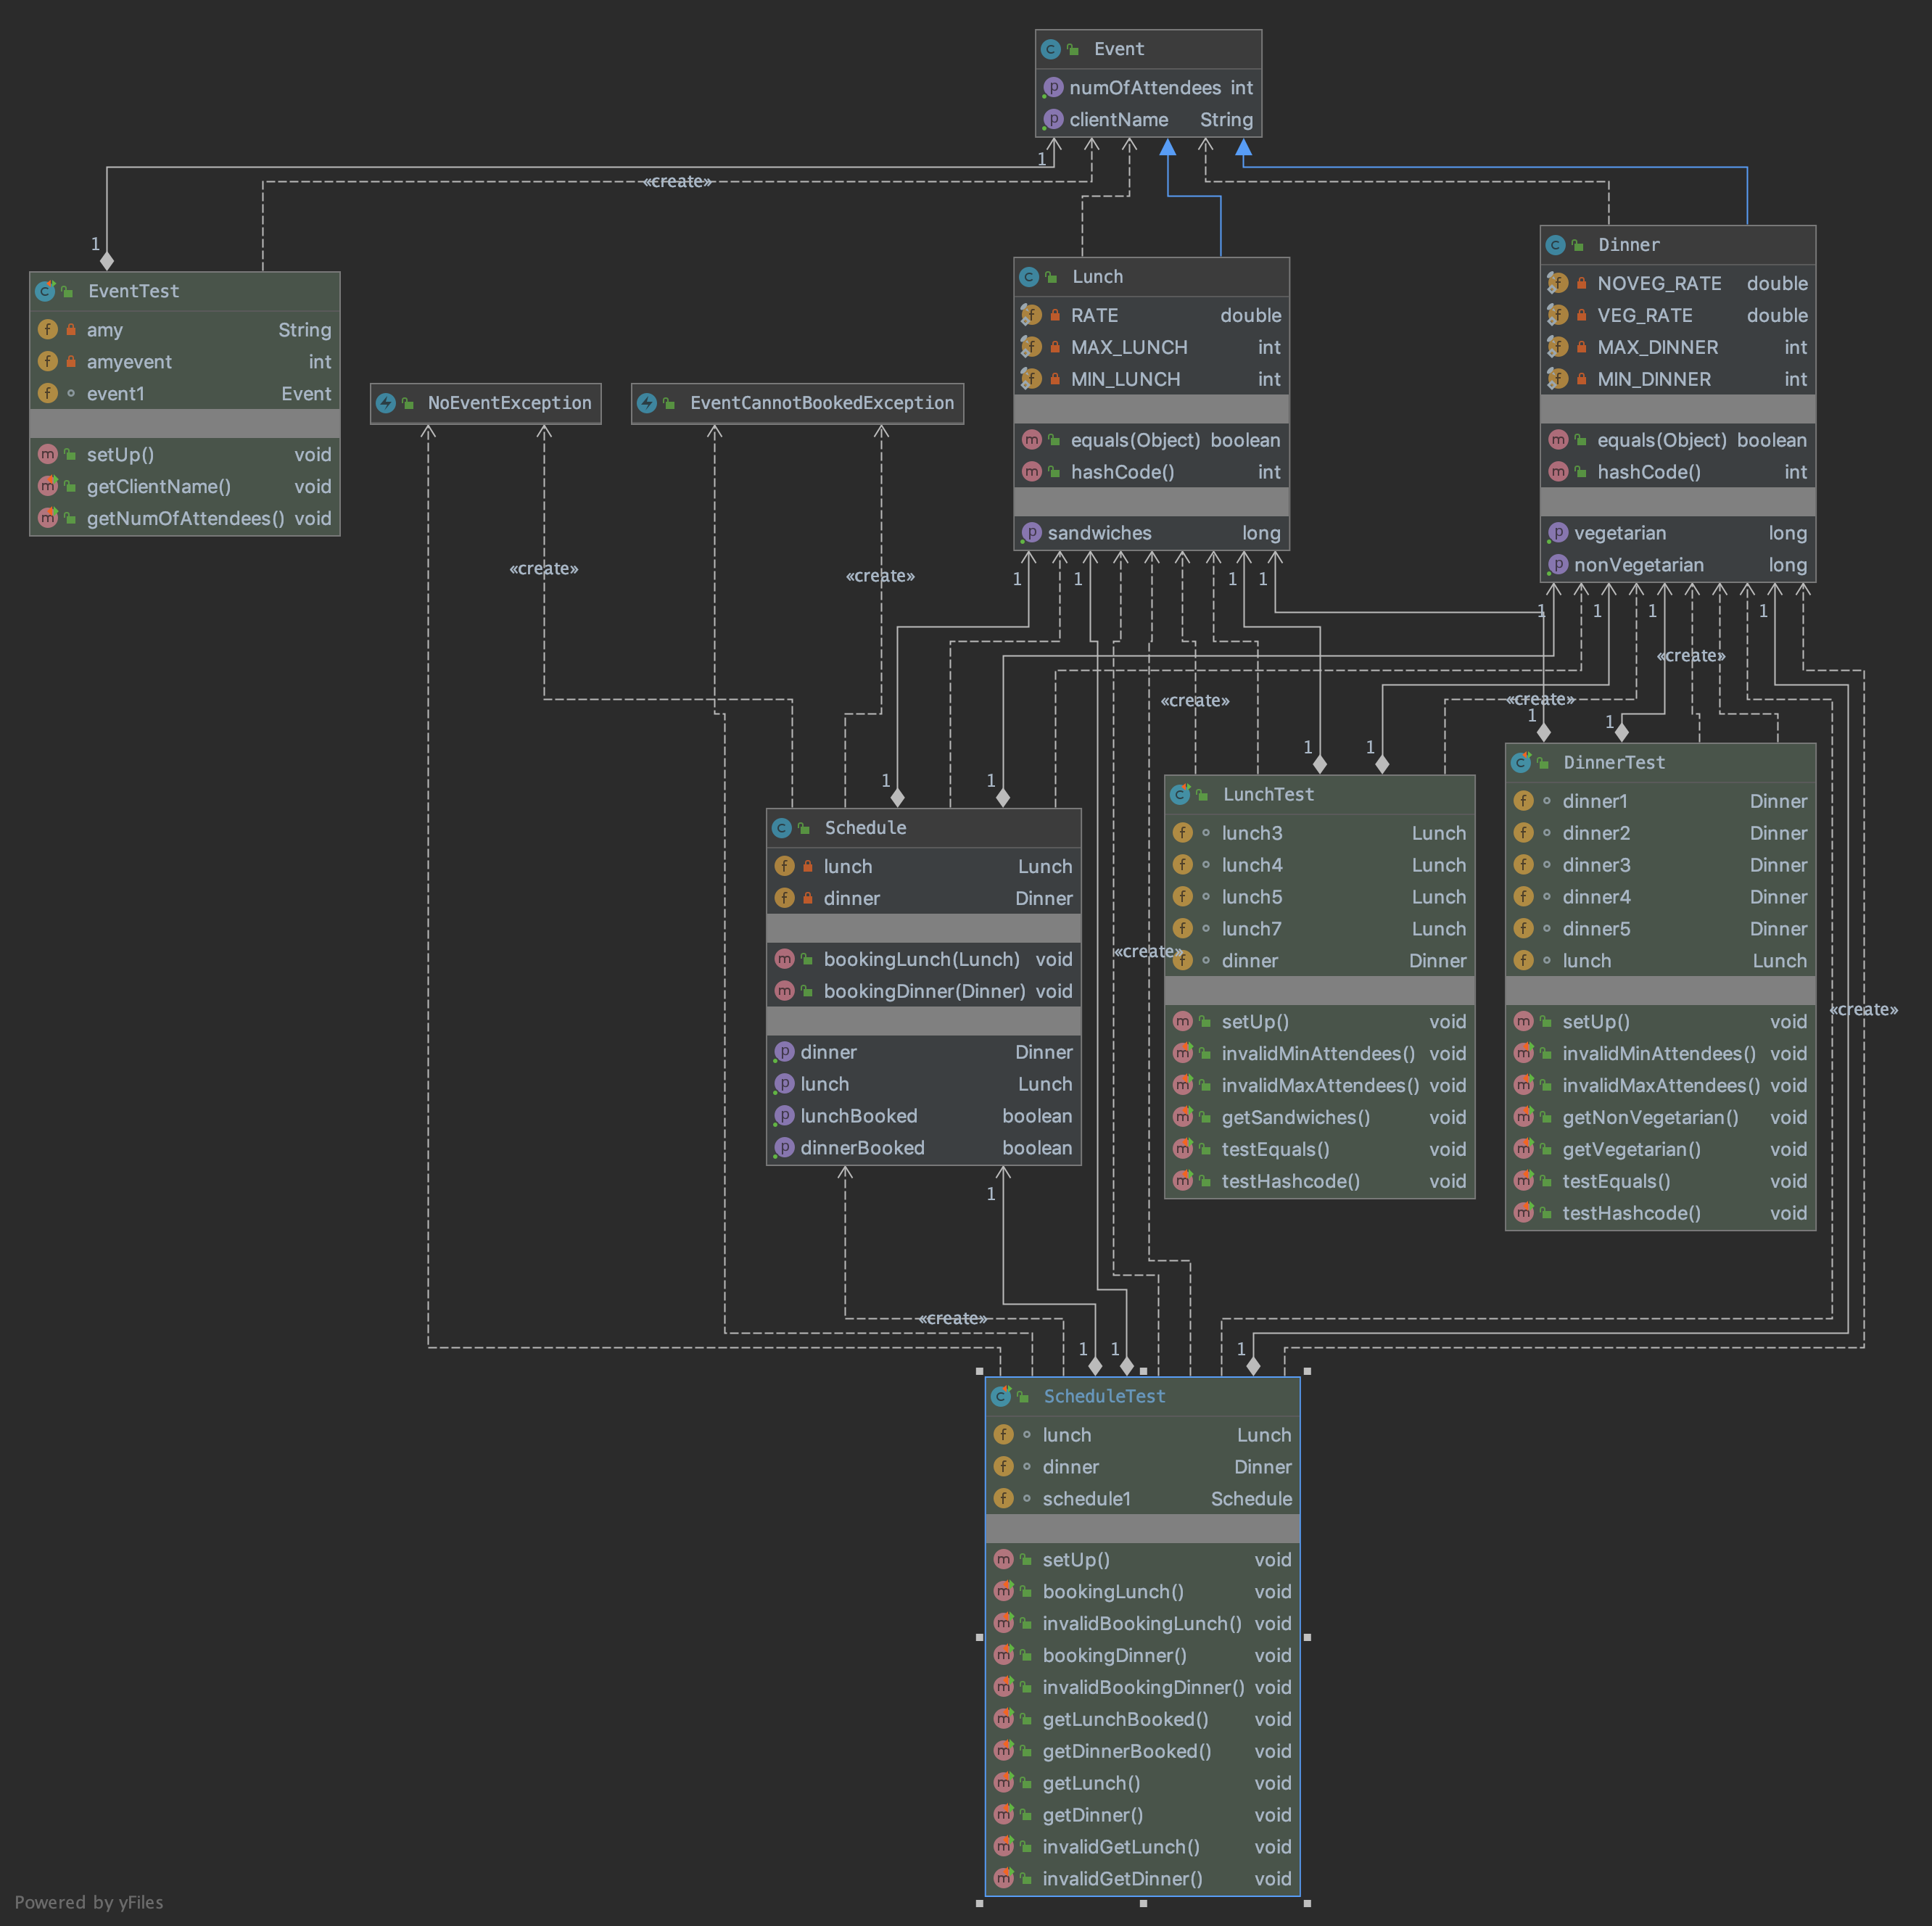 Event
numOfAttendees int
clientName String
1
«create»
1
EventTest
amy String
amyevent int
event1 Event
setUp() void
getClientName() void
getNumOfAttendees() void
NoEventException
EventCannotBookedException
Lunch
RATE double
MAX_LUNCH int
MIN_LUNCH int
equals(Object) boolean
hashCode() int
sandwiches long
Dinner
NOVEG_RATE double
VEG_RATE double
MAX_DINNER int
MIN_DINNER int
equals(Object) boolean
hashCode() int
vegetarian long
nonVegetarian long
«create»
«create»
1 1 1 1
1 1 1 1
«create»
«create»
«create»
1 1
1 1
1 1
Schedule
lunch Lunch
dinner Dinner
bookingLunch(Lunch) void
bookingDinner(Dinner) void
dinner Dinner
lunch Lunch
lunchBooked boolean
dinnerBooked boolean
LunchTest
lunch3 Lunch
lunch4 Lunch
lunch5 Lunch
lunch7 Lunch
dinner Dinner
setUp() void
invalidMinAttendees() void
invalidMaxAttendees() void
getSandwiches() void
testEquals() void
testHashcode() void
DinnerTest
dinner1 Dinner
dinner2 Dinner
dinner3 Dinner
dinner4 Dinner
dinner5 Dinner
lunch Lunch
setUp() void
invalidMinAttendees() void
invalidMaxAttendees() void
getNonVegetarian() void
getVegetarian() void
testEquals() void
testHashcode() void
«create»
«create»
1
«create»
1 1 1
ScheduleTest
lunch Lunch
dinner Dinner
schedule1 Schedule
setUp() void
bookingLunch() void
invalidBookingLunch() void
bookingDinner() void
invalidBookingDinner() void
getLunchBooked() void
getDinnerBooked() void
getLunch() void
getDinner() void
invalidGetLunch() void
invalidGetDinner() void
Powered by yFiles